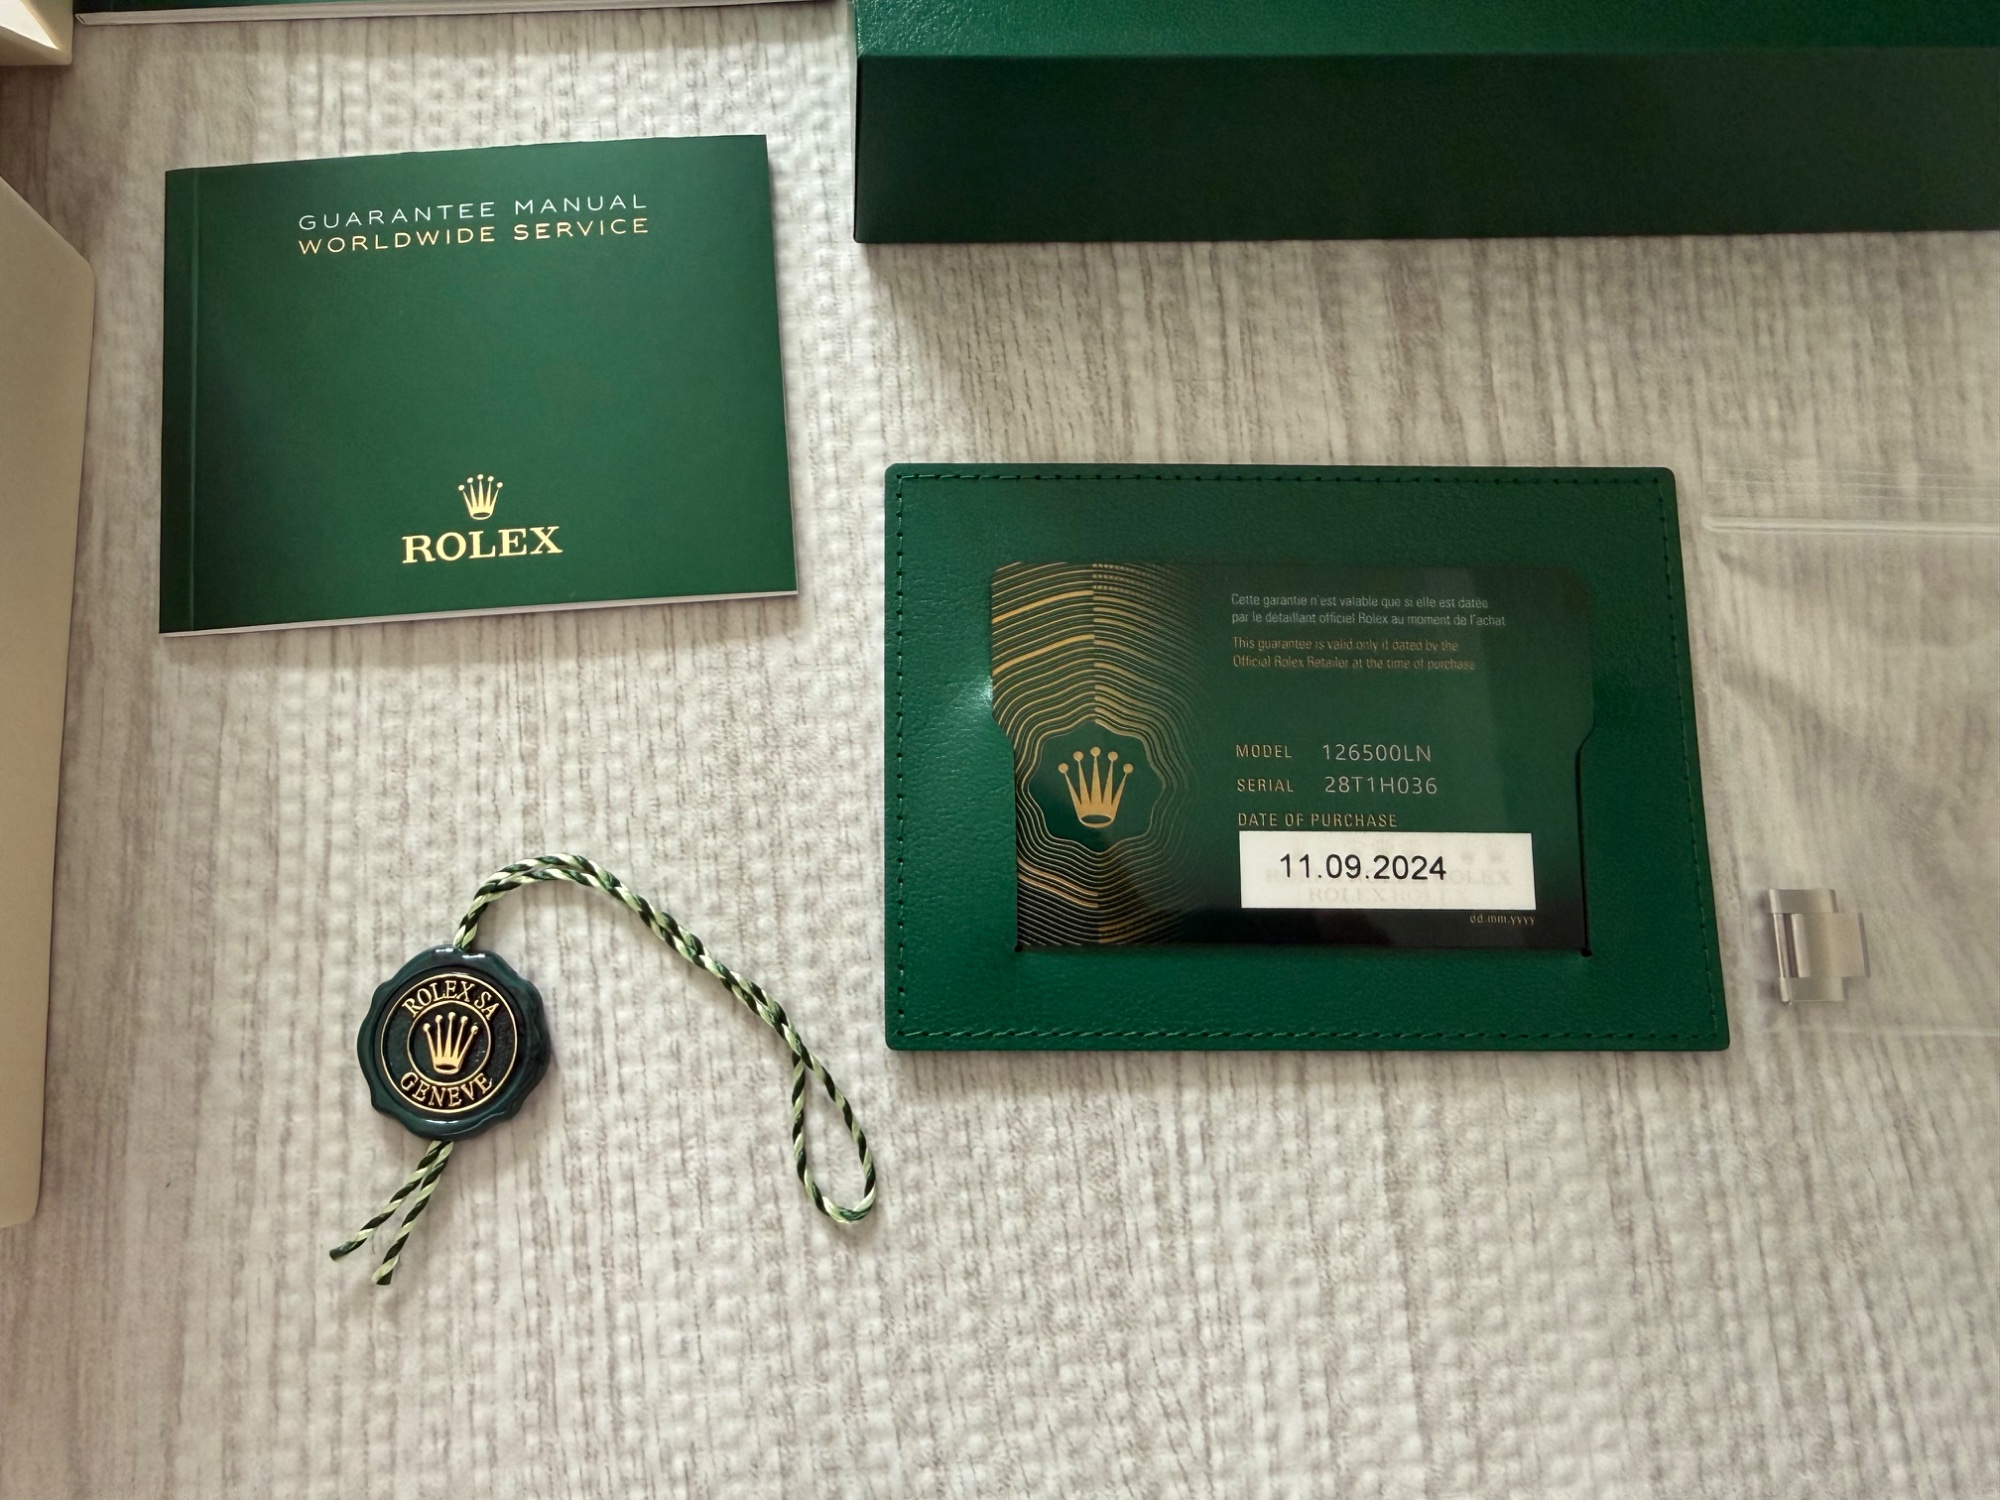 GUARANTEE MANUAL
WORLDWIDE SERVICE
ROLEX
Cette garantie n'est valable que si elle est datée
par le détaillant officiel Rolex au moment de l'achat
This guarantee is valid only if dated by the
Official Rolex Retailer at the time of purchase
MODEL 126500LN
SERIAL 28T1H036
DATE OF PURCHASE
11.09.2024
ROLEX
dd.mm.yyyy
ROLEX SA
GENEVE